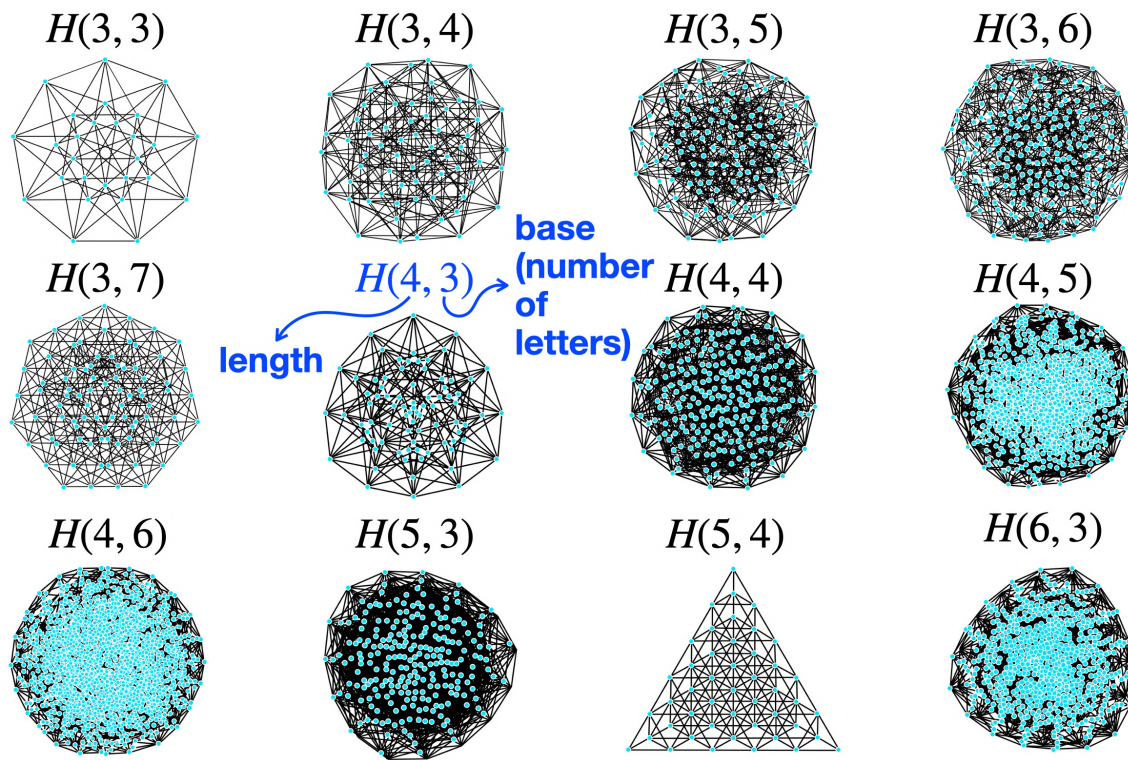 H(3, 3)
H(3, 4)
H(3, 5)
H(3, 6)
H(3, 7)
H(4, 3)
base
(number
of
letters)
length
H(4, 4)
H(4, 5)
H(4, 6)
H(5, 3)
H(5, 4)
H(6, 3)